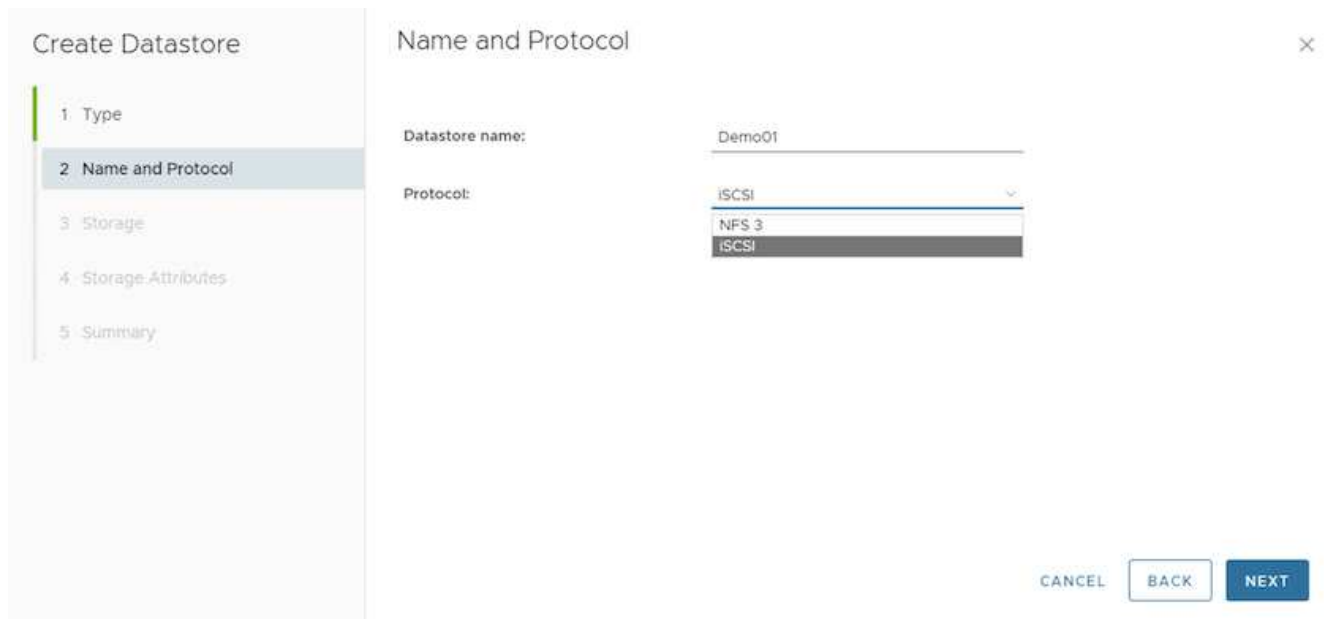 Create Datastore
1 Type
2 Name and Protocol
3 Storage
4 Storage Attributes
5 Summary
Name and Protocol
Datastore name:
Demo01
Protocol:
iSCSI
NFS 3
iSCSI
CANCEL
BACK
NEXT